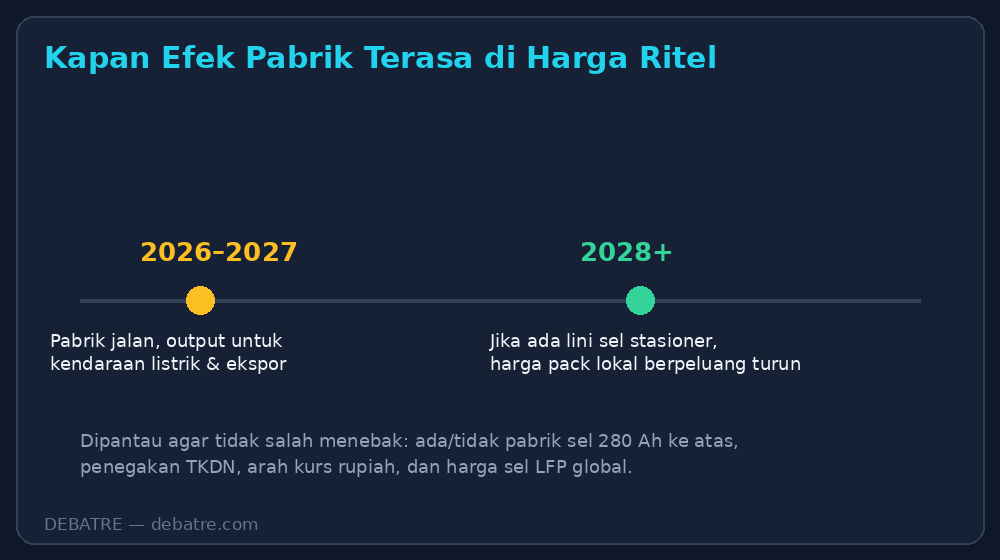 Kapan Efek Pabrik Terasa di Harga Ritel
2026–2027
Pabrik jalan, output untuk
kendaraan listrik & ekspor
2028+
Jika ada lini sel stasioner,
harga pack lokal berpeluang turun
Dipantau agar tidak salah menebak: ada/tidak pabrik sel 280 Ah ke atas,
penegakan TKDN, arah kurs rupiah, dan harga sel LFP global.
DEBATRE — debatre.com